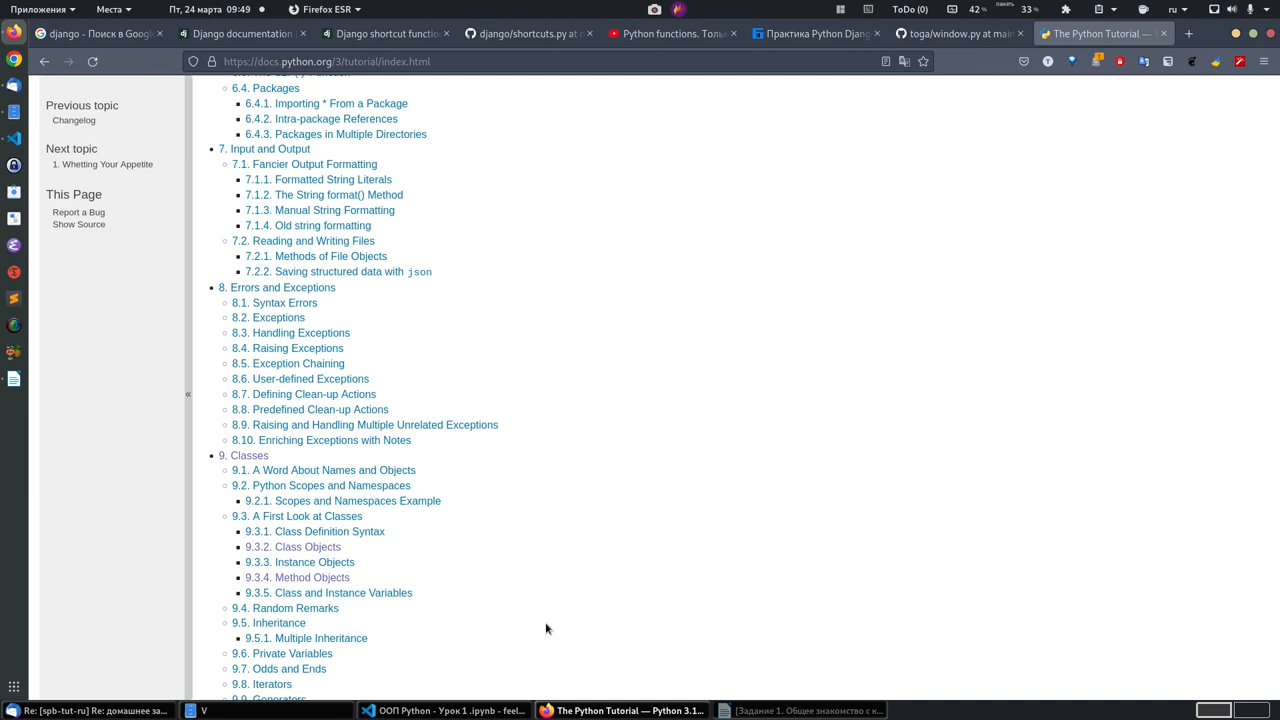 Приложения Места Пт, 24 марта 09:49 Firefox ESR ToDo (0) 42 % память 33 %
django - Поиск в Googl Django documentation Django shortcut functio django/shortcuts.py at Python functions. Толь Практика Python Djan toga/window.py at main The Python Tutorial —
https://docs.python.org/3/tutorial/index.html
Previous topic
Changelog
Next topic
1. Whetting Your Appetite
This Page
Report a Bug
Show Source
«
6.4. Packages
6.4.1. Importing * From a Package
6.4.2. Intra-package References
6.4.3. Packages in Multiple Directories
7. Input and Output
7.1. Fancier Output Formatting
7.1.1. Formatted String Literals
7.1.2. The String format() Method
7.1.3. Manual String Formatting
7.1.4. Old string formatting
7.2. Reading and Writing Files
7.2.1. Methods of File Objects
7.2.2. Saving structured data with json
8. Errors and Exceptions
8.1. Syntax Errors
8.2. Exceptions
8.3. Handling Exceptions
8.4. Raising Exceptions
8.5. Exception Chaining
8.6. User-defined Exceptions
8.7. Defining Clean-up Actions
8.8. Predefined Clean-up Actions
8.9. Raising and Handling Multiple Unrelated Exceptions
8.10. Enriching Exceptions with Notes
9. Classes
9.1. A Word About Names and Objects
9.2. Python Scopes and Namespaces
9.2.1. Scopes and Namespaces Example
9.3. A First Look at Classes
9.3.1. Class Definition Syntax
9.3.2. Class Objects
9.3.3. Instance Objects
9.3.4. Method Objects
9.3.5. Class and Instance Variables
9.4. Random Remarks
9.5. Inheritance
9.5.1. Multiple Inheritance
9.6. Private Variables
9.7. Odds and Ends
9.8. Iterators
9.9. Generators
Re: [spb-tut-ru] Re: домашнее за... V ООП Python - Урок 1 .ipynb - feel... The Python Tutorial — Python 3.1... [Задание 1. Общее знакомство с к...